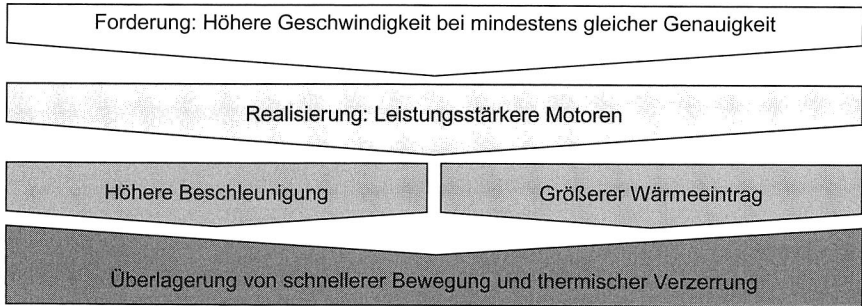 Forderung: Höhere Geschwindigkeit bei mindestens gleicher Genauigkeit
Realisierung: Leistungsstärkere Motoren
Höhere Beschleunigung
Größerer Wärmeeintrag
Überlagerung von schnellerer Bewegung und thermischer Verzerrung